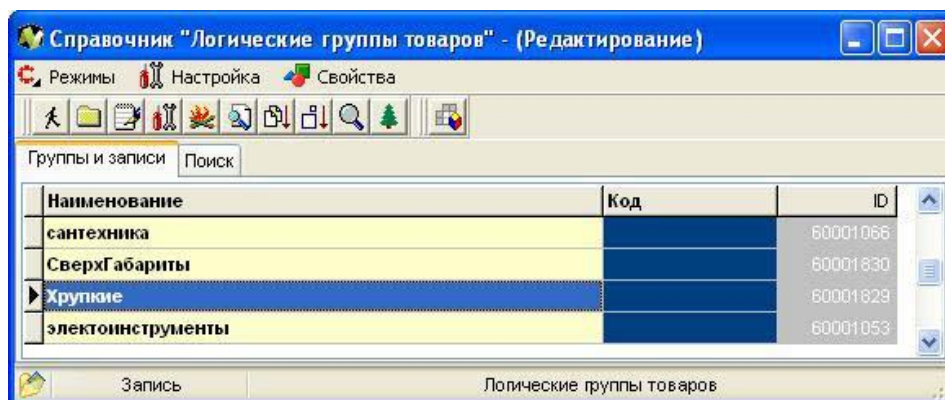 Справочник "Логические группы товаров" - (Редактирование)
Режимы Настройка Свойства
Группы и записи Поиск
Наименование Код ID
сантехника 60001066
СверхГабариты 60001830
Хрупкие 60001829
электоинструменты 60001053
Запись Логические группы товаров